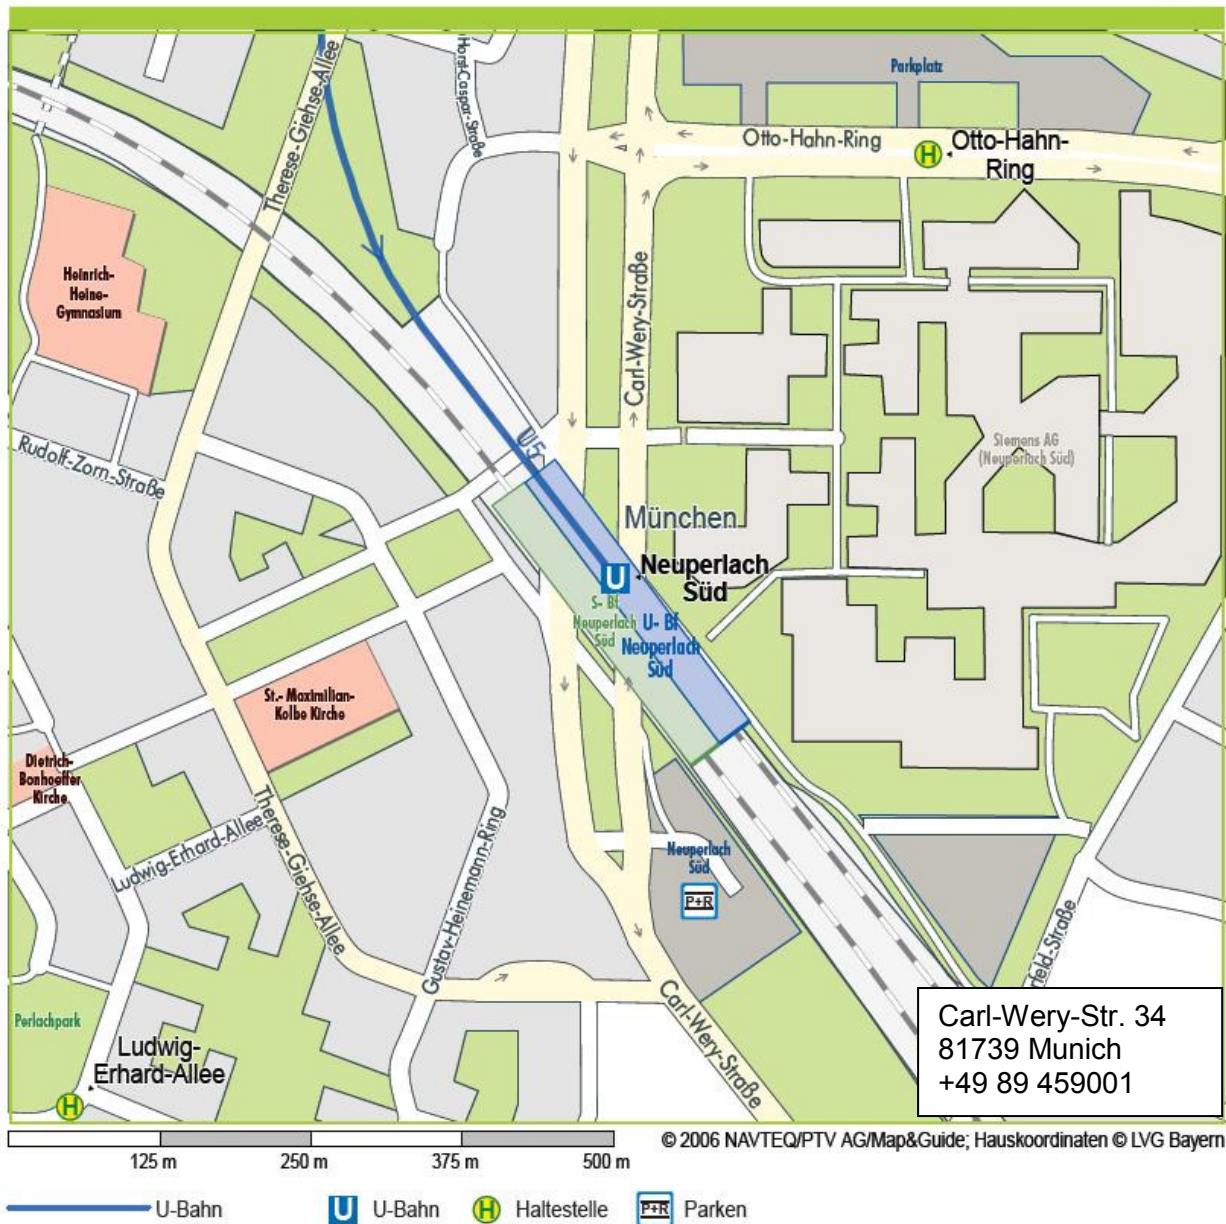 Therese-Giehse-Allee
Horst-Caspar-Straße
Parkplatz
Otto-Hahn-Ring
H
Otto-Hahn-
Ring
Heinrich-
Heine-
Gymnasium
Carl-Wery-Straße
Rudolf-Zorn-Straße
U5
Siemens AG
(Neuperlach Süd)
München
U
Neuperlach
Süd
S- Bf
Neuperlach
Süd
U- Bf
Neuperlach
Süd
St.- Maximilian-
Kolbe Kirche
Dietrich-
Bonhoeffer
Kirche
Ludwig-Erhard-Allee
Therese-Giehse-Allee
Gustav-Heinemann-Ring
Neuperlach
Süd
P+R
rfeld-Straße
Carl-Wery-Straße
Perlachpark
Ludwig-
Erhard-Allee
H
Carl-Wery-Str. 34
81739 Munich
+49 89 459001
© 2006 NAVTEQ/PTV AG/Map&Guide; Hauskoordinaten © LVG Bayern
125 m 250 m 375 m 500 m
U-Bahn U U-Bahn H Haltestelle P+R Parken